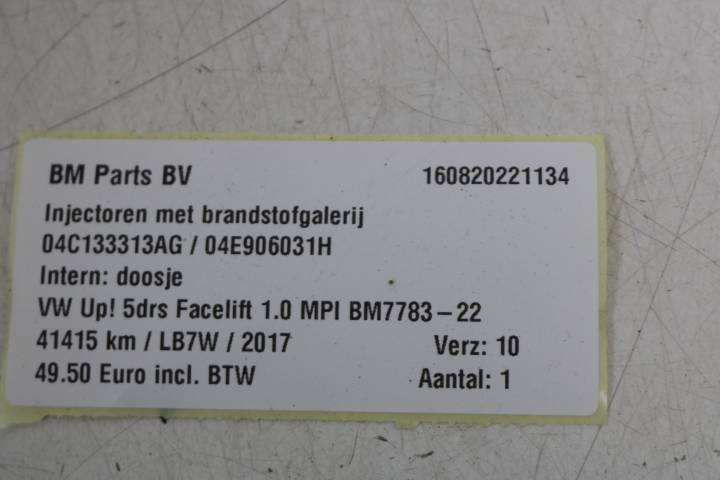 BM Parts BV 160820221134
Injectoren met brandstofgalerij
04C133313AG / 04E906031H
Intern: doosje
VW Up! 5drs Facelift 1.0 MPI BM7783-22
41415 km / LB7W / 2017 Verz: 10
49.50 Euro incl. BTW Aantal: 1